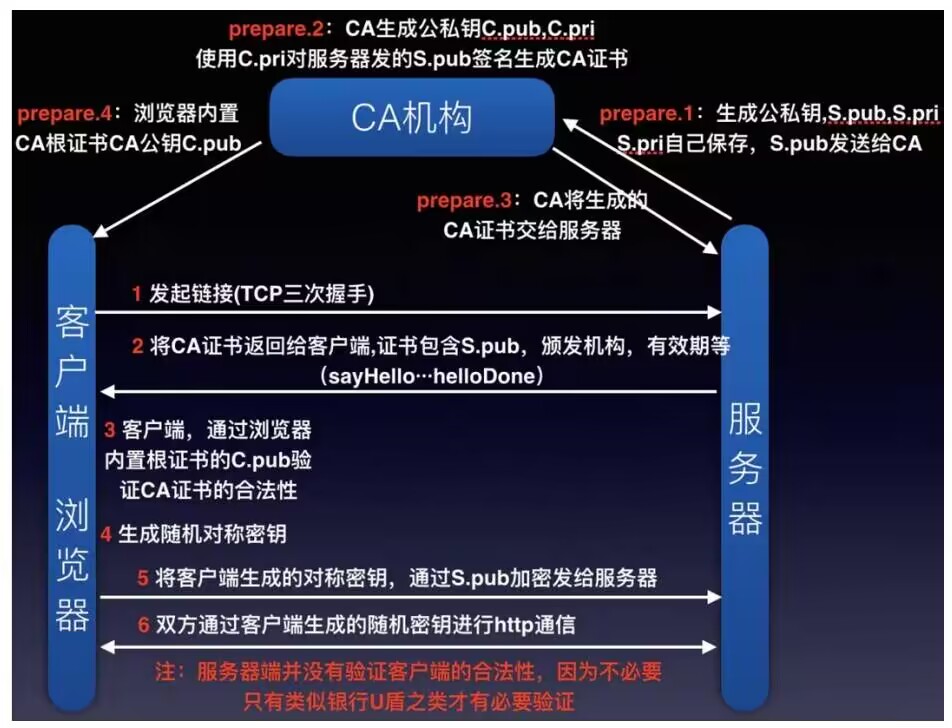 prepare.2：CA生成公私钥C.pub,C.pri
使用C.pri对服务器发的S.pub签名生成CA证书
prepare.4：浏览器内置
CA根证书CA公钥C.pub
CA机构
prepare.1：生成公私钥,S.pub,S.pri
S.pri自己保存，S.pub发送给CA
prepare.3：CA将生成的
CA证书交给服务器
客户端 浏览器
服务器
1 发起链接(TCP三次握手)
2 将CA证书返回给客户端,证书包含S.pub，颁发机构，有效期等
（sayHello…helloDone）
3 客户端，通过浏览器
内置根证书的C.pub验
证CA证书的合法性
4 生成随机对称密钥
5 将客户端生成的对称密钥，通过S.pub加密发给服务器
6 双方通过客户端生成的随机密钥进行http通信
注：服务器端并没有验证客户端的合法性，因为不必要
只有类似银行U盾之类才有必要验证